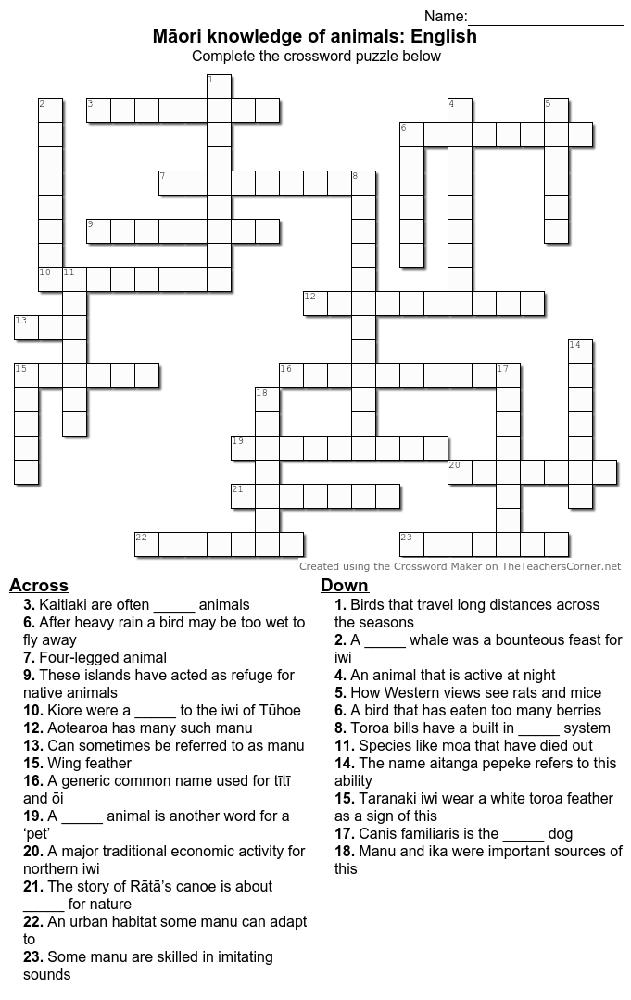 Name:____________________
Māori knowledge of animals: English
Complete the crossword puzzle below
1
2
3
4
5
6
7
8
9
10
11
12
13
14
15
16
17
18
19
20
21
22
23
Created using the Crossword Maker on TheTeachersCorner.net
Across
3. Kaitiaki are often _____ animals
6. After heavy rain a bird may be too wet to
fly away
7. Four-legged animal
9. These islands have acted as refuge for
native animals
10. Kiore were a _____ to the iwi of Tūhoe
12. Aotearoa has many such manu
13. Can sometimes be referred to as manu
15. Wing feather
16. A generic common name used for tītī
and ōi
19. A _____ animal is another word for a
‘pet’
20. A major traditional economic activity for
northern iwi
21. The story of Rātā’s canoe is about
_____ for nature
22. An urban habitat some manu can adapt
to
23. Some manu are skilled in imitating
sounds
Down
1. Birds that travel long distances across
the seasons
2. A _____ whale was a bounteous feast for
iwi
4. An animal that is active at night
5. How Western views see rats and mice
6. A bird that has eaten too many berries
8. Toroa bills have a built in _____ system
11. Species like moa that have died out
14. The name aitanga pepeke refers to this
ability
15. Taranaki iwi wear a white toroa feather
as a sign of this
17. Canis familiaris is the _____ dog
18. Manu and ika were important sources of
this